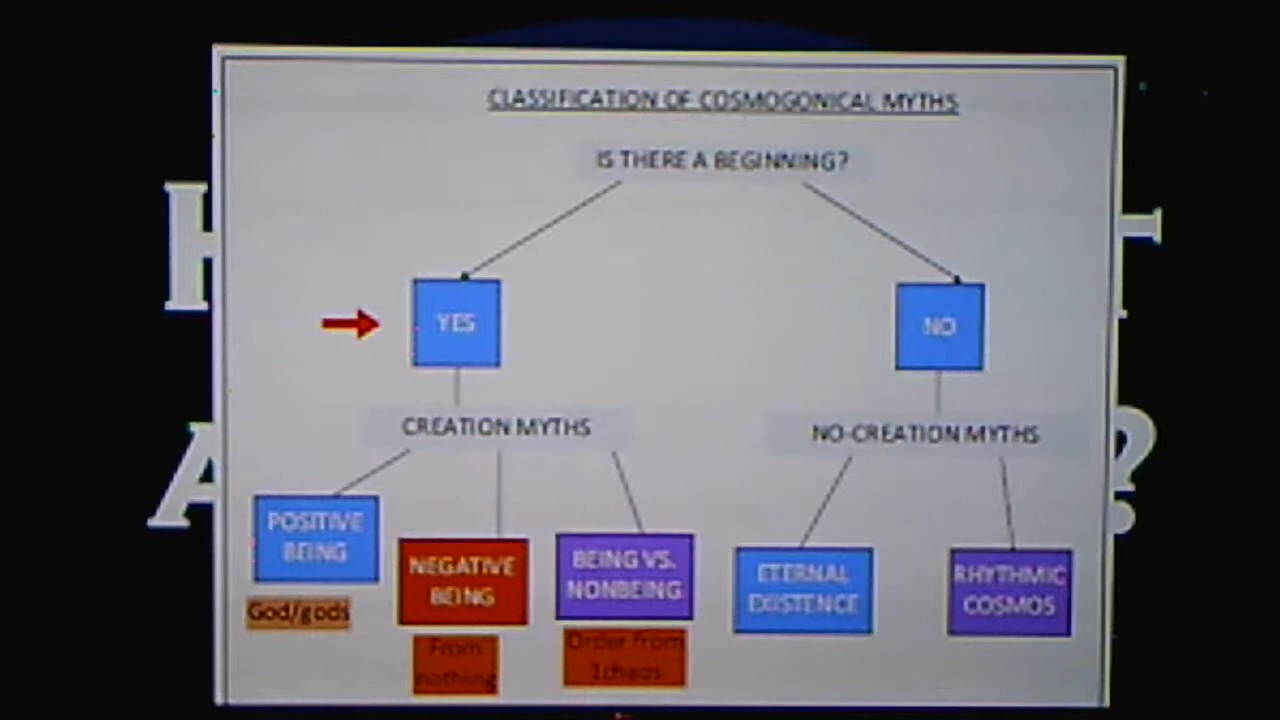 CLASSIFICATION OF COSMOGONICAL MYTHS
IS THERE A BEGINNING?
YES
NO
CREATION MYTHS
NO-CREATION MYTHS
POSITIVE
BEING
NEGATIVE
BEING
BEING VS.
NONBEING
ETERNAL
EXISTENCE
RHYTHMIC
COSMOS
God/gods
From
nothing
Order from
1chaos
H
T
A
?